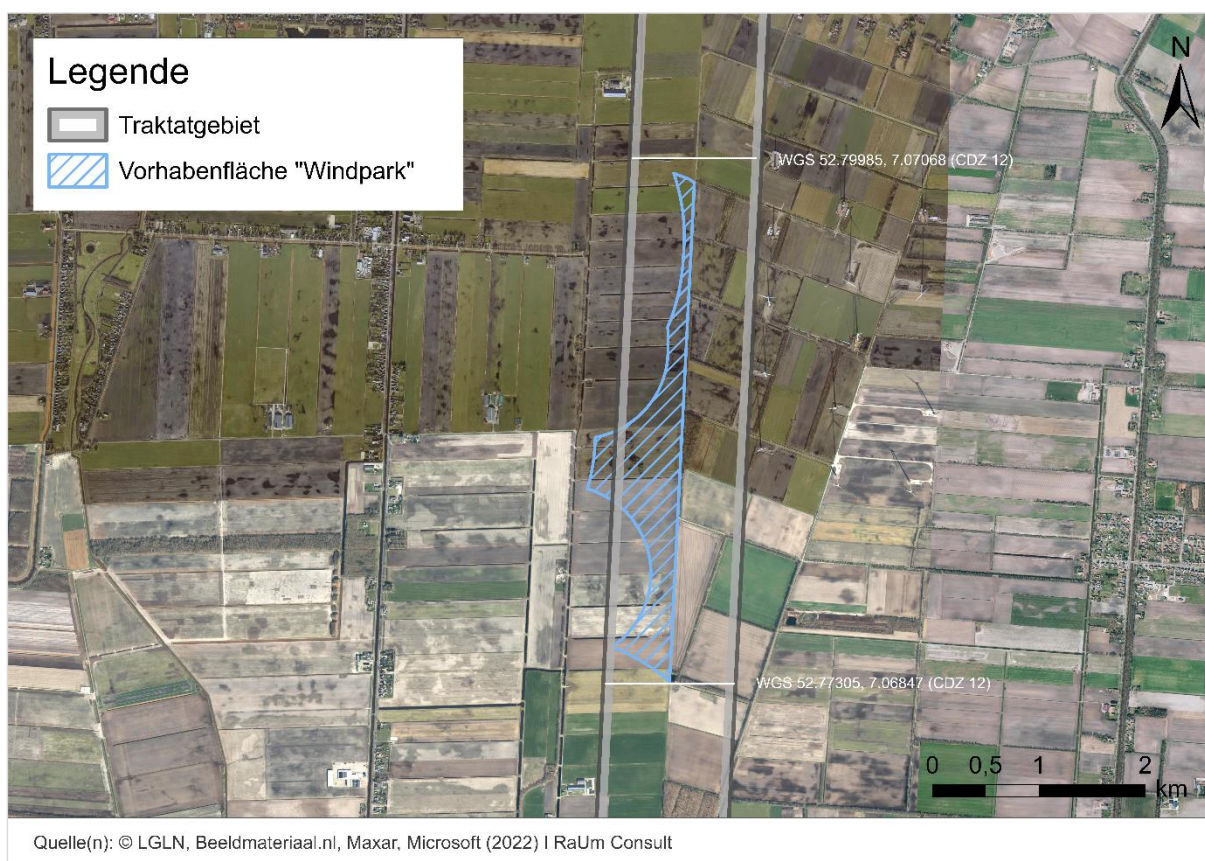 Legende
Traktatgebiet
Vorhabenfläche "Windpark"
N
WGS 52.79985, 7.07068 (CDZ 12)
WGS 52.77305, 7.06847 (CDZ 12)
0 0,5 1 2
km
Quelle(n): © LGLN, Beeldmateriaal.nl, Maxar, Microsoft (2022) I RaUm Consult